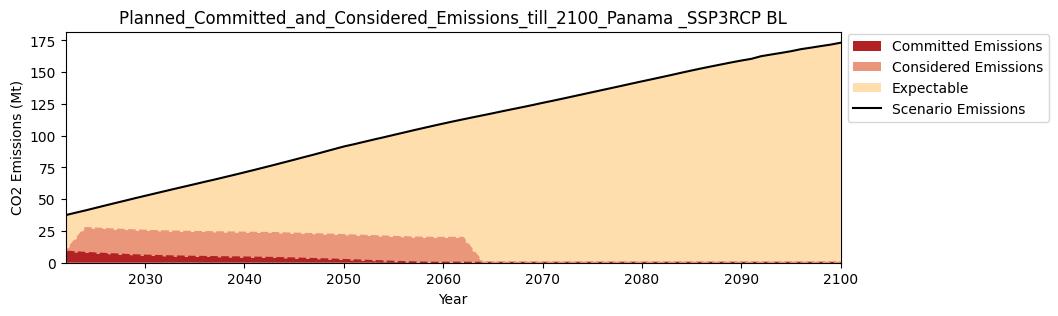 Planned_Committed_and_Considered_Emissions_till_2100_Panama _SSP3RCP BL
Committed Emissions
Considered Emissions
Expectable
Scenario Emissions
CO2 Emissions (Mt)
175
150
125
100
75
50
25
0
2030 2040 2050 2060 2070 2080 2090 2100
Year